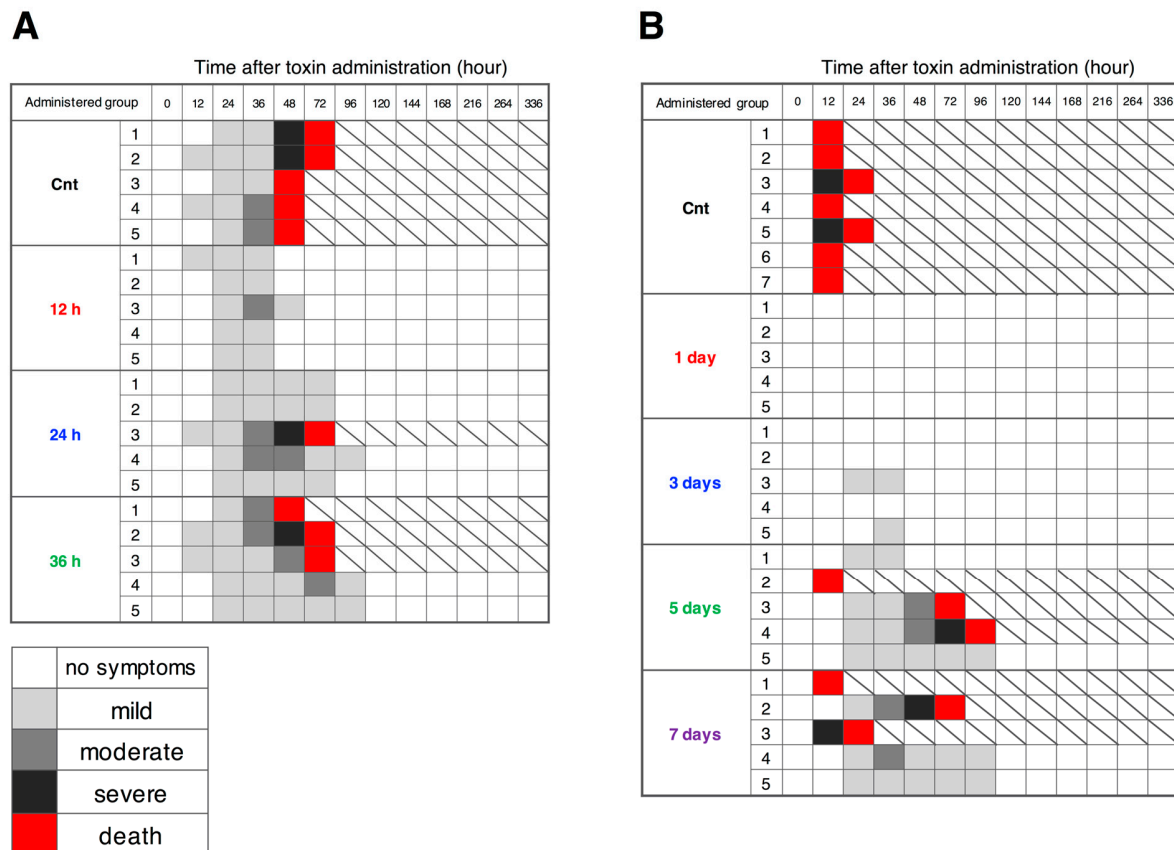 A
Time after toxin administration (hour)
Administered group 0 12 24 36 48 72 96 120 144 168 216 264 336
Cnt
1
2
3
4
5
12 h
1
2
3
4
5
24 h
1
2
3
4
5
36 h
1
2
3
4
5
no symptoms
mild
moderate
severe
death
B
Time after toxin administration (hour)
Administered group 0 12 24 36 48 72 96 120 144 168 216 264 336
Cnt
1
2
3
4
5
6
7
1 day
1
2
3
4
5
3 days
1
2
3
4
5
5 days
1
2
3
4
5
7 days
1
2
3
4
5